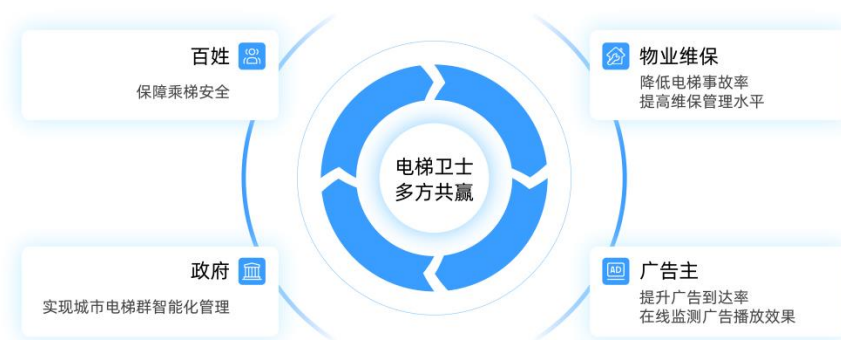 百姓
保障乘梯安全
物业维保
降低电梯事故率
提高维保管理水平
电梯卫士
多方共赢
政府
实现城市电梯群智能化管理
AD
广告主
提升广告到达率
在线监测广告播放效果